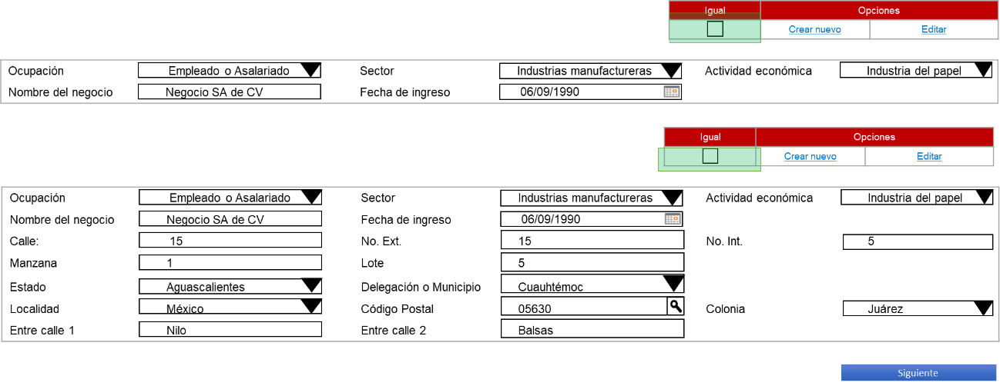 Igual Opciones
Crear nuevo Editar
Ocupación Empleado o Asalariado Sector Industrias manufactureras Actividad económica Industria del papel
Nombre del negocio Negocio SA de CV Fecha de ingreso 06/09/1990
Igual Opciones
Crear nuevo Editar
Ocupación Empleado o Asalariado Sector Industrias manufactureras Actividad económica Industria del papel
Nombre del negocio Negocio SA de CV Fecha de ingreso 06/09/1990
Calle: 15 No. Ext. 15 No. Int. 5
Manzana 1 Lote 5
Estado Aguascalientes Delegación o Municipio Cuauhtémoc
Localidad México Código Postal 05630 Colonia Juárez
Entre calle 1 Nilo Entre calle 2 Balsas
Siguiente